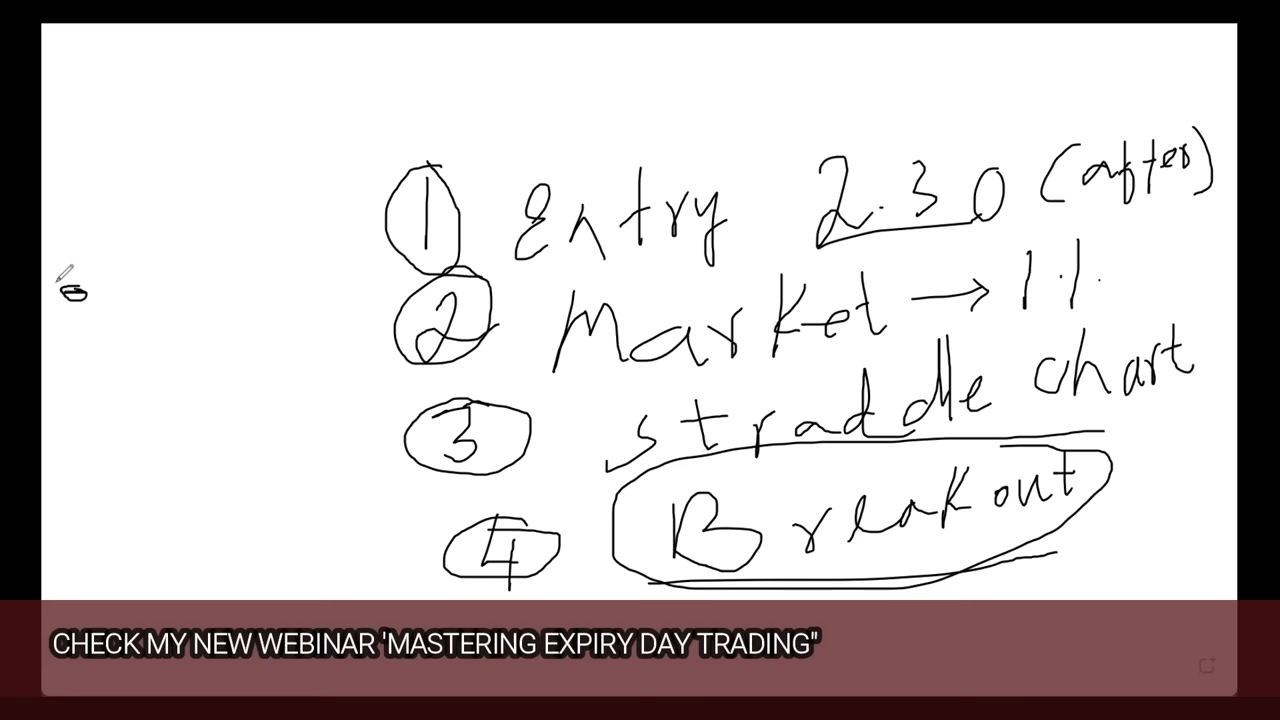 1 Entry 2.30 (after)
2 Market → 1%
3 straddle chart
4 Breakout
CHECK MY NEW WEBINAR 'MASTERING EXPIRY DAY TRADING"